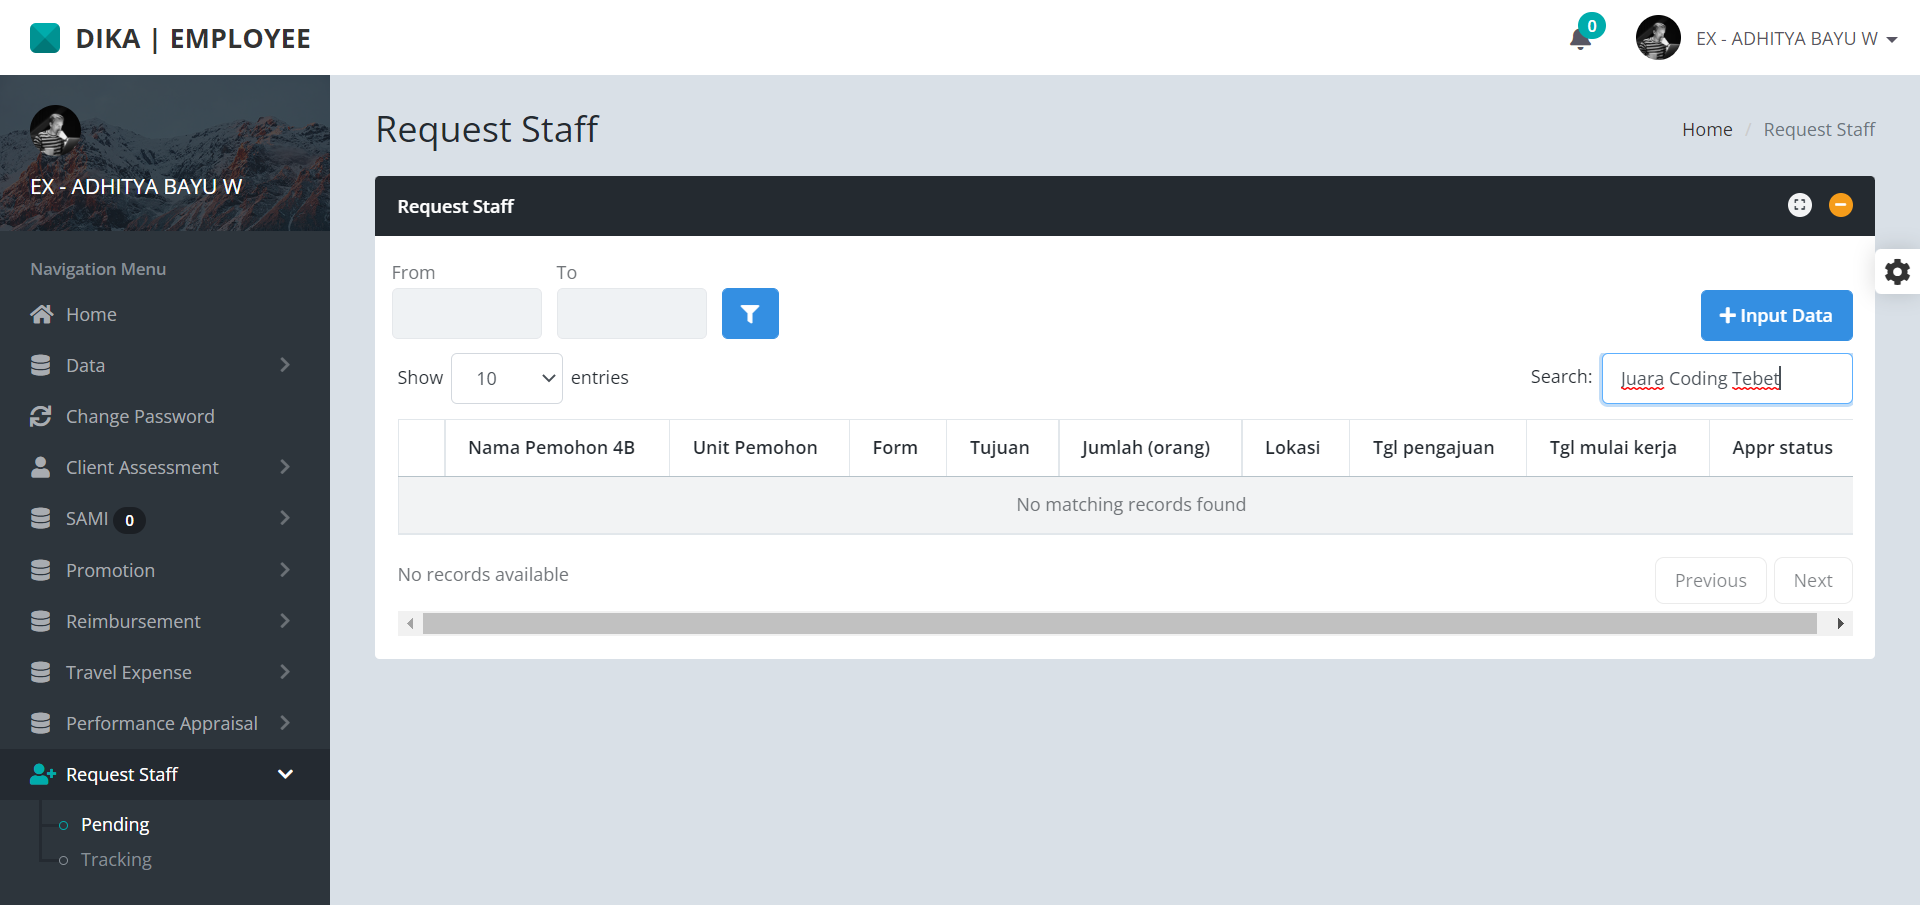 DIKA | EMPLOYEE
0
EX - ADHITYA BAYU W
EX - ADHITYA BAYU W
Navigation Menu
Home
Data
Change Password
Client Assessment
SAMI 0
Promotion
Reimbursement
Travel Expense
Performance Appraisal
Request Staff
Pending
Tracking
Request Staff
Home / Request Staff
Request Staff
From To
Input Data
Show 10 entries
Search: Juara Coding Tebet
Nama Pemohon 4B Unit Pemohon Form Tujuan Jumlah (orang) Lokasi Tgl pengajuan Tgl mulai kerja Appr status
No matching records found
No records available
Previous Next